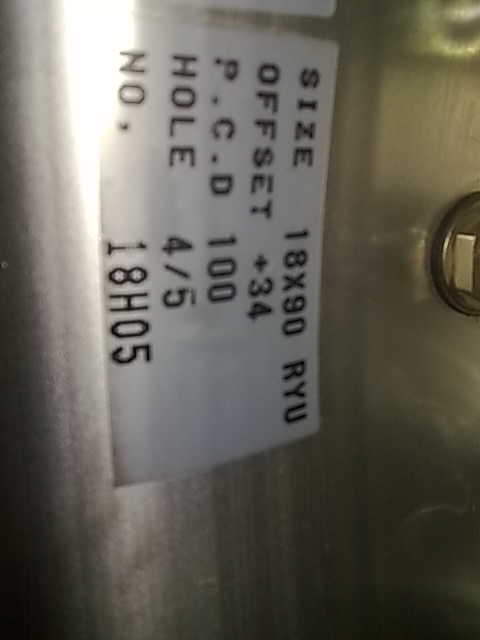 SIZE 18X90 RYU
OFFSET +34
P.C.D 100
HOLE 4/5
NO. 18H05